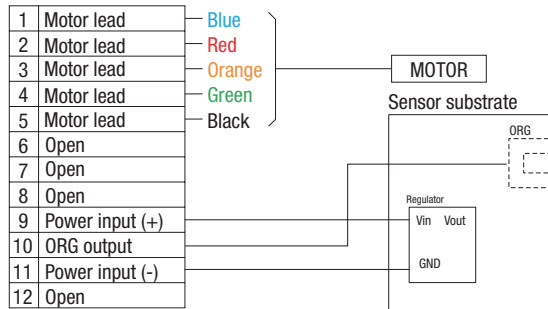 1 Motor lead Blue
2 Motor lead Red
3 Motor lead Orange
4 Motor lead Green
5 Motor lead Black
6 Open
7 Open
8 Open
9 Power input (+)
10 ORG output
11 Power input (-)
12 Open
MOTOR
Sensor substrate
ORG
Regulator
Vin Vout
GND